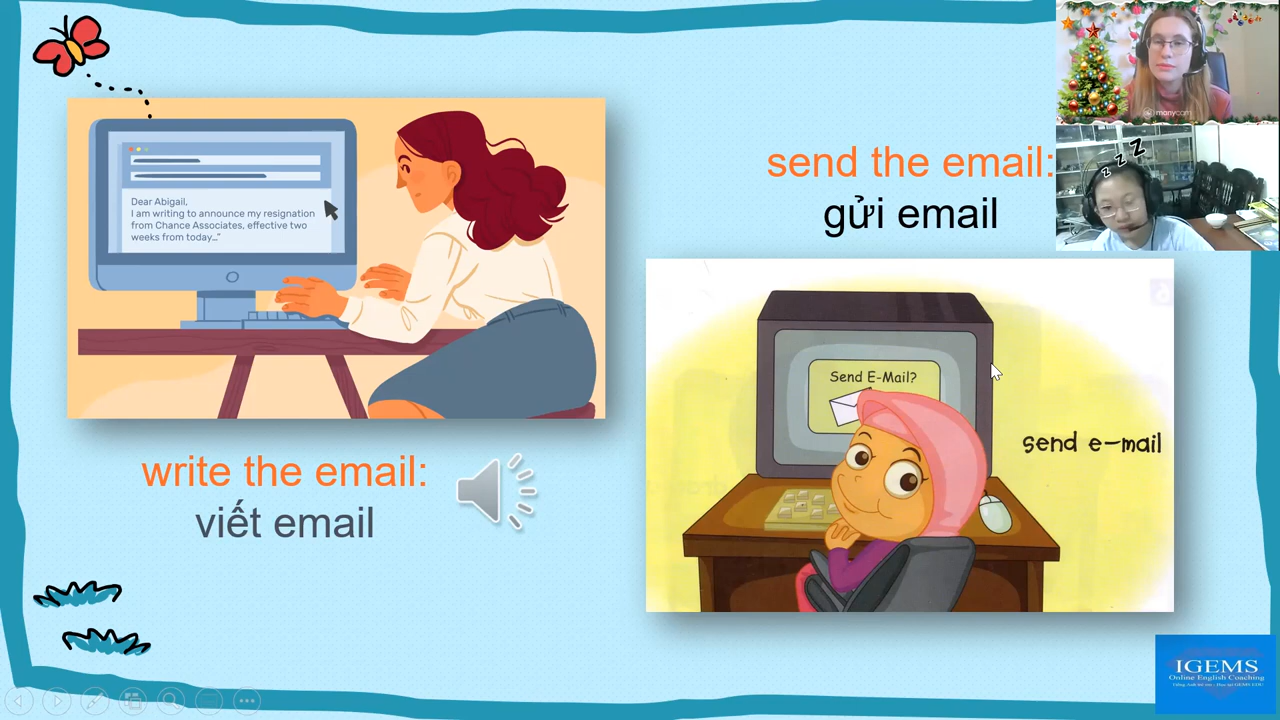 Dear Abigail,
I am writing to announce my resignation
from Chance Associates, effective two
weeks from today..."
write the email:
viết email
send the email:
gửi email
Send E-Mail?
send e-mail
manycam
z z Z
IGEMS
Online English Coaching